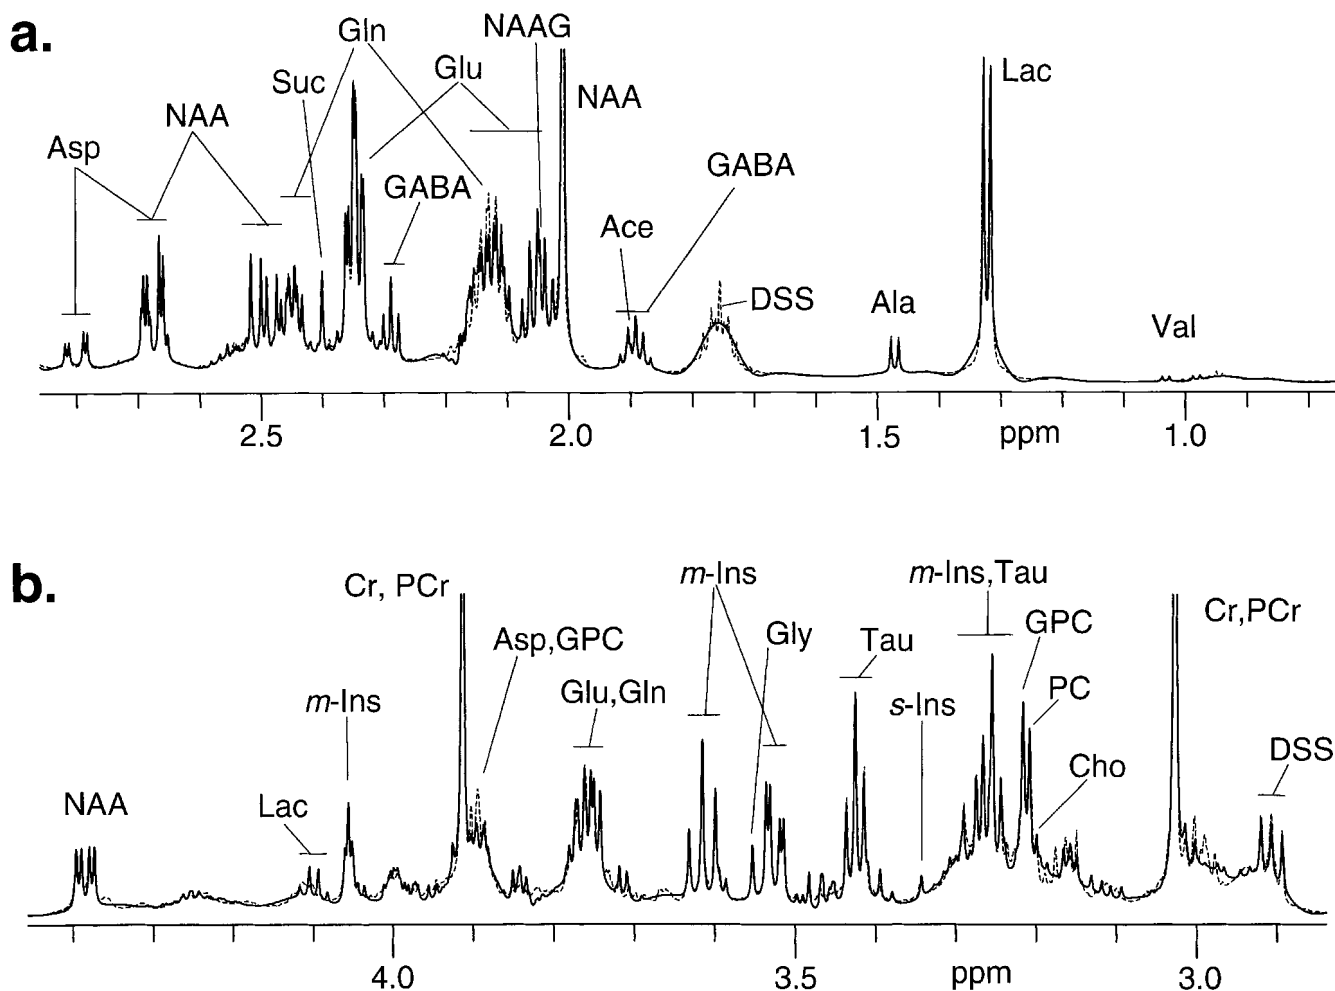 a.
Gln
NAAG
Suc
Glu
NAA
Lac
NAA
Asp
GABA
GABA
Ace
DSS
Ala
Val
2.5
2.0
1.5
ppm
1.0
b.
Cr, PCr
m-Ins
m-Ins,Tau
Asp,GPC
Gly
Tau
GPC
Cr,PCr
m-Ins
Glu,Gln
s-Ins
PC
NAA
Lac
Cho
DSS
4.0
3.5
ppm
3.0